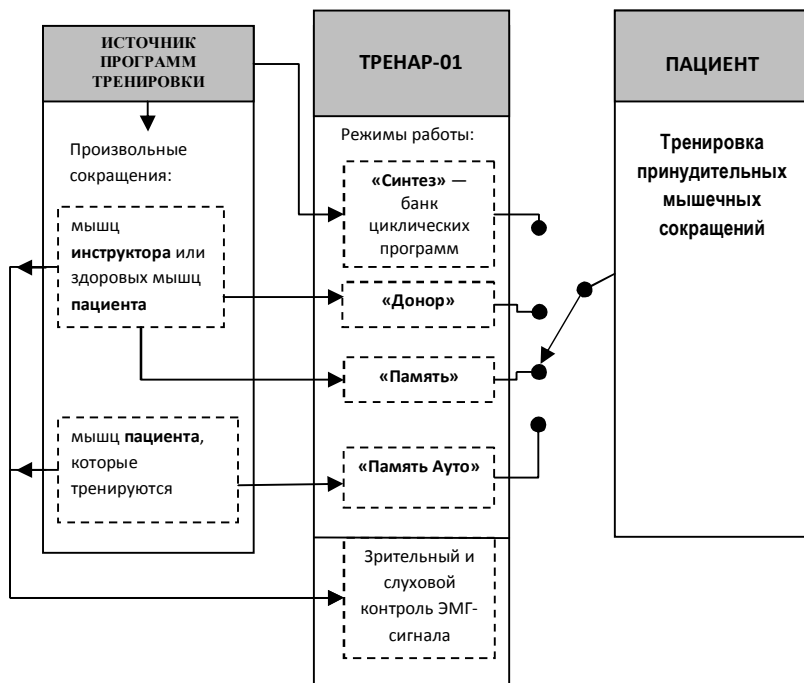 ИСТОЧНИК
ПРОГРАММ
ТРЕНИРОВКИ
Произвольные
сокращения:
мышц
инструктора или
здоровых мышц
пациента
мышц пациента,
которые
тренируются
ТРЕНАР-01
Режимы работы:
«Синтез» —
банк
циклических
программ
«Донор»
«Память»
«Память Ауто»
Зрительный и
слуховой
контроль ЭМГ-
сигнала
ПАЦИЕНТ
Тренировка
принудительных
мышечных
сокращений